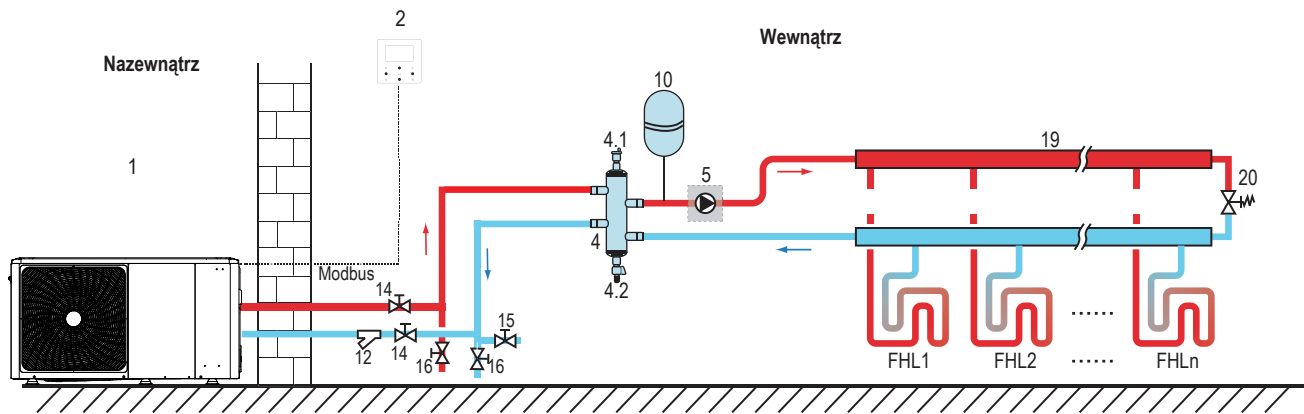 2
Nazewnątrz
Wewnątrz
10
1
4.1
19
5
20
4
Modbus
14
4.2
15
12
14
16
16
FHL1
FHL2
......
......
FHLn